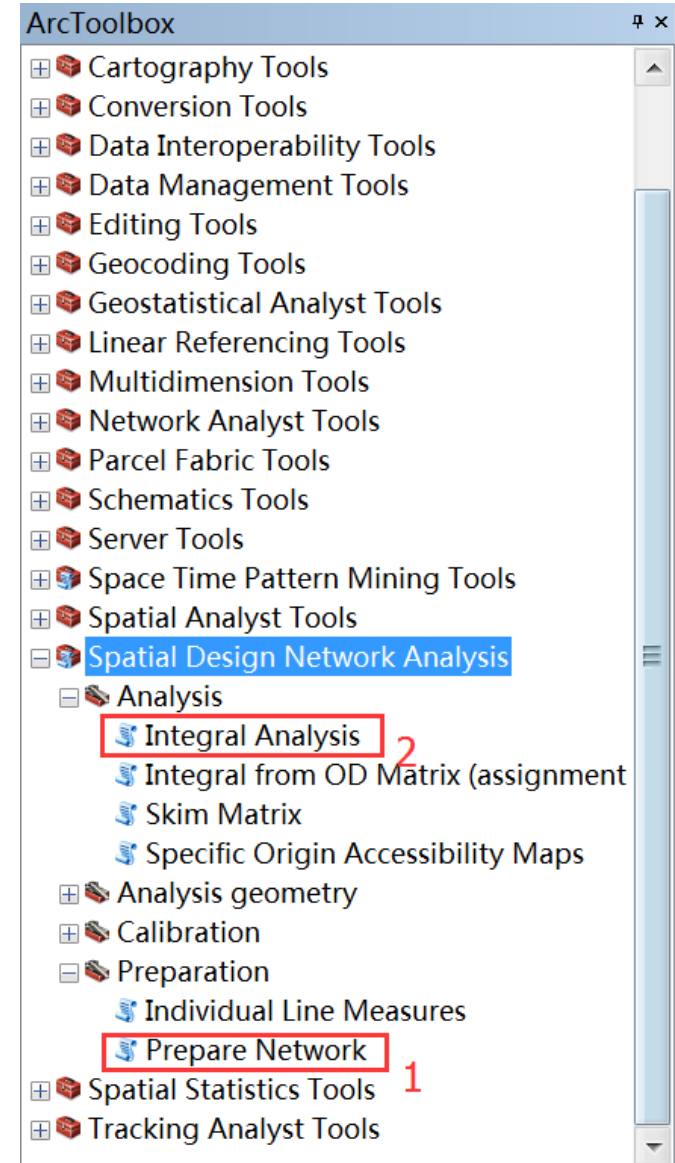 ArcToolbox
Cartography Tools
Conversion Tools
Data Interoperability Tools
Data Management Tools
Editing Tools
Geocoding Tools
Geostatistical Analyst Tools
Linear Referencing Tools
Multidimension Tools
Network Analyst Tools
Parcel Fabric Tools
Schematics Tools
Server Tools
Space Time Pattern Mining Tools
Spatial Analyst Tools
Spatial Design Network Analysis
Analysis
Integral Analysis 2
Integral from OD Matrix (assignment
Skim Matrix
Specific Origin Accessibility Maps
Analysis geometry
Calibration
Preparation
Individual Line Measures
Prepare Network
Spatial Statistics Tools 1
Tracking Analyst Tools